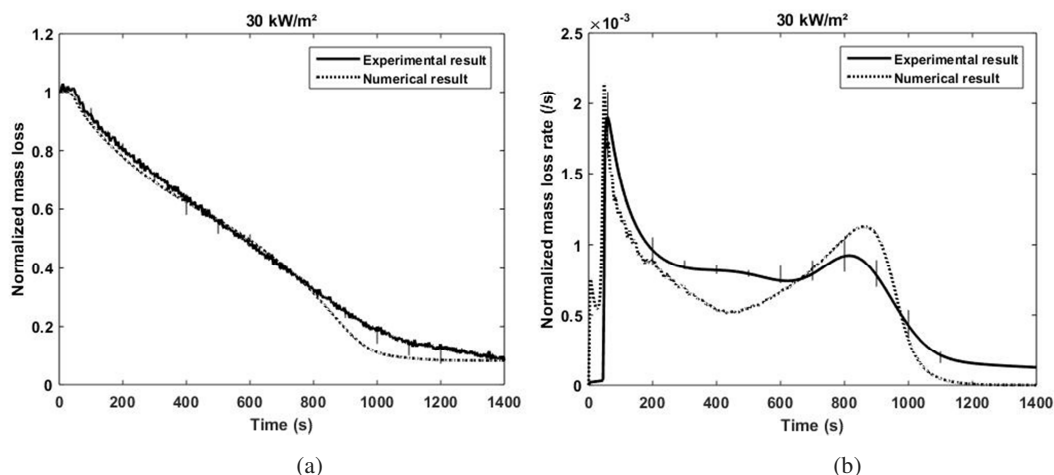 30 kW/m²
1.2
1
0.8
0.6
0.4
0.2
0
0 200 400 600 800 1000 1200 1400
Normalized mass loss
Time (s)
Experimental result
Numerical result
(a)
30 kW/m²
×10⁻³
2.5
2
1.5
1
0.5
0
0 200 400 600 800 1000 1200 1400
Normalized mass loss rate (/s)
Time (s)
Experimental result
Numerical result
(b)